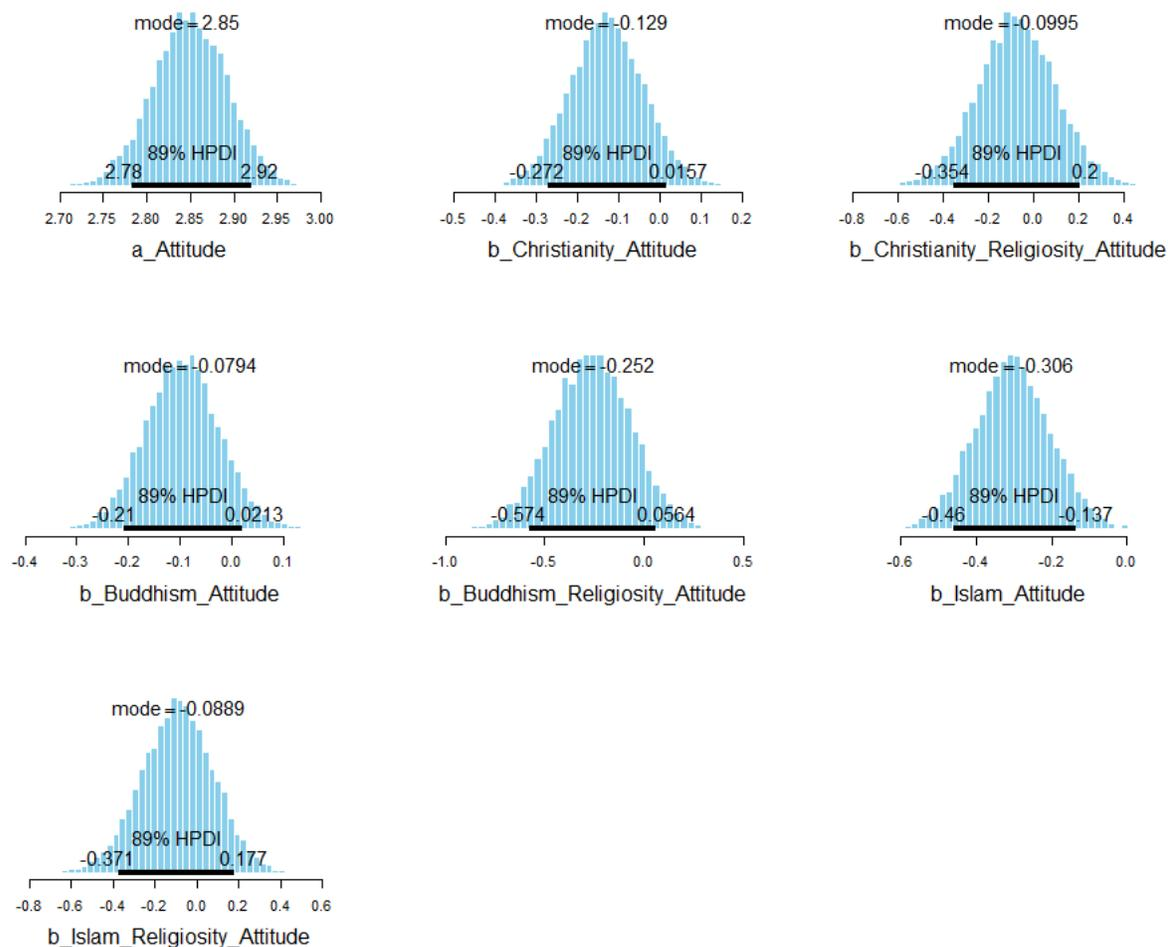 mode = 2.85
89% HPDI
2.78 2.92
2.70 2.75 2.80 2.85 2.90 2.95 3.00
a_Attitude
mode = -0.129
89% HPDI
-0.272 0.0157
-0.5 -0.4 -0.3 -0.2 -0.1 0.0 0.1 0.2
b_Christianity_Attitude
mode = -0.0995
89% HPDI
-0.354 0.2
-0.8 -0.6 -0.4 -0.2 0.0 0.2 0.4
b_Christianity_Religiosity_Attitude
mode = -0.0794
89% HPDI
-0.21 0.0213
-0.4 -0.3 -0.2 -0.1 0.0 0.1
b_Buddhism_Attitude
mode = -0.252
89% HPDI
-0.574 0.0564
-1.0 -0.5 0.0 0.5
b_Buddhism_Religiosity_Attitude
mode = -0.306
89% HPDI
-0.46 -0.137
-0.6 -0.4 -0.2 0.0
b_Islam_Attitude
mode = -0.0889
89% HPDI
-0.371 0.177
-0.8 -0.6 -0.4 -0.2 0.0 0.2 0.4 0.6
b_Islam_Religiosity_Attitude